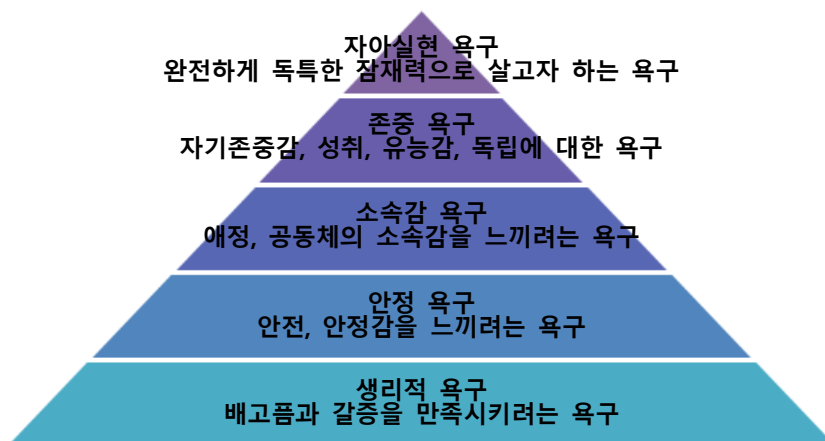 자아실현 욕구
완전하게 독특한 잠재력으로 살고자 하는 욕구
존중 욕구
자기존중감, 성취, 유능감, 독립에 대한 욕구
소속감 욕구
애정, 공동체의 소속감을 느끼려는 욕구
안정 욕구
안전, 안정감을 느끼려는 욕구
생리적 욕구
배고픔과 갈증을 만족시키려는 욕구